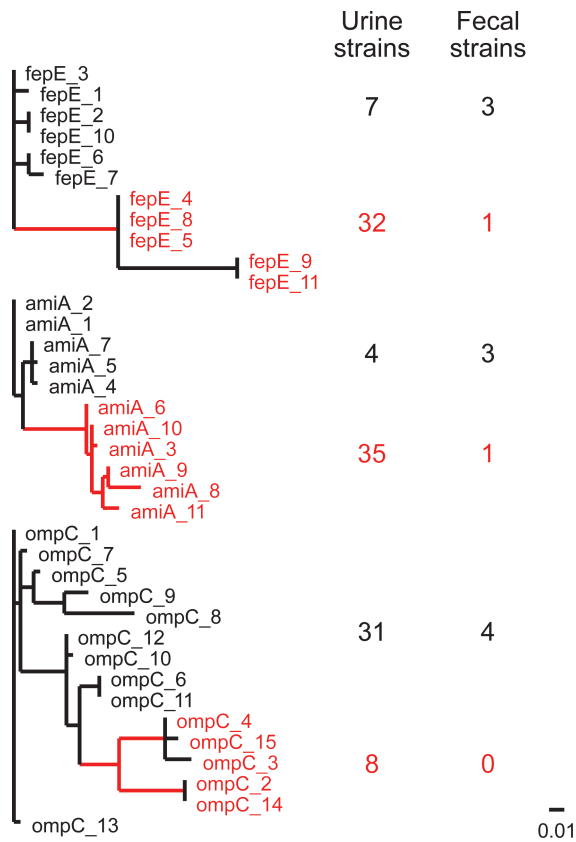 Urine strains
Fecal strains
fepE_3
fepE_1
fepE_2
fepE_10
fepE_6
fepE_7
7
3
fepE_4
fepE_8
fepE_5
fepE_9
fepE_11
32
1
amiA_2
amiA_1
amiA_7
amiA_5
amiA_4
4
3
amiA_6
amiA_10
amiA_3
amiA_9
amiA_8
amiA_11
35
1
ompC_1
ompC_7
ompC_5
ompC_9
ompC_8
ompC_12
ompC_10
ompC_6
ompC_11
31
4
ompC_4
ompC_15
ompC_3
ompC_2
ompC_14
8
0
ompC_13
0.01